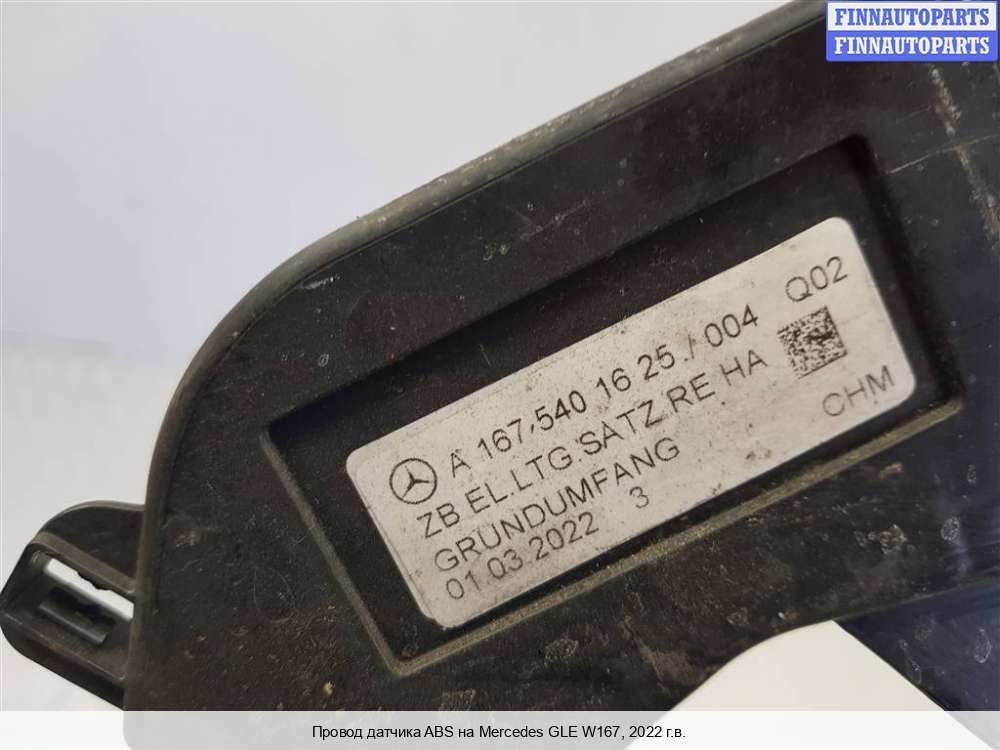 FINNAUTOPARTS
FINNAUTOPARTS
A 167 540 16 25 / 004 Q02
ZB EL.LTG.SATZ RE HA
GRUNDUMFANG CHM
01.03.2022 3
Провод датчика ABS на Mercedes GLE W167, 2022 г.в.